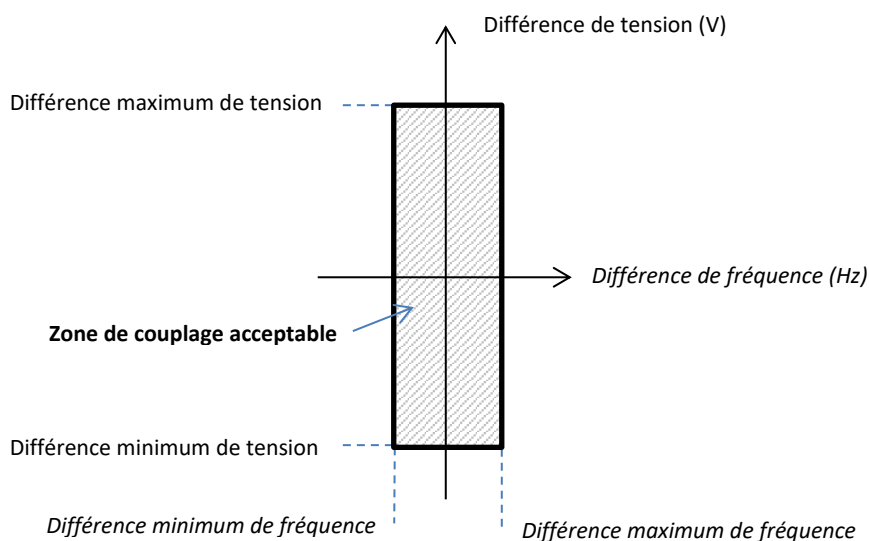 Différence de tension (V)
Différence maximum de tension
Différence de fréquence (Hz)
Zone de couplage acceptable
Différence minimum de tension
Différence minimum de fréquence
Différence maximum de fréquence